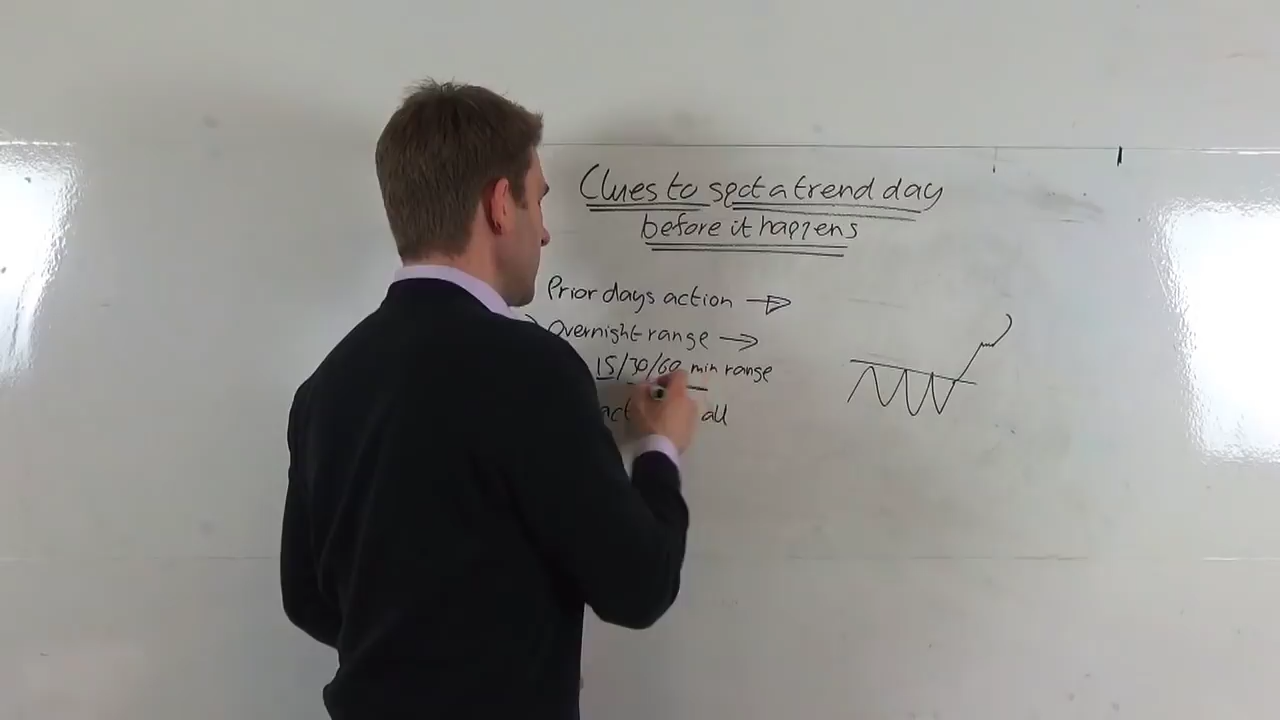 Clues to spot a trend day
before it happens
Prior days action →
Overnight range →
15/30/60 min range
all